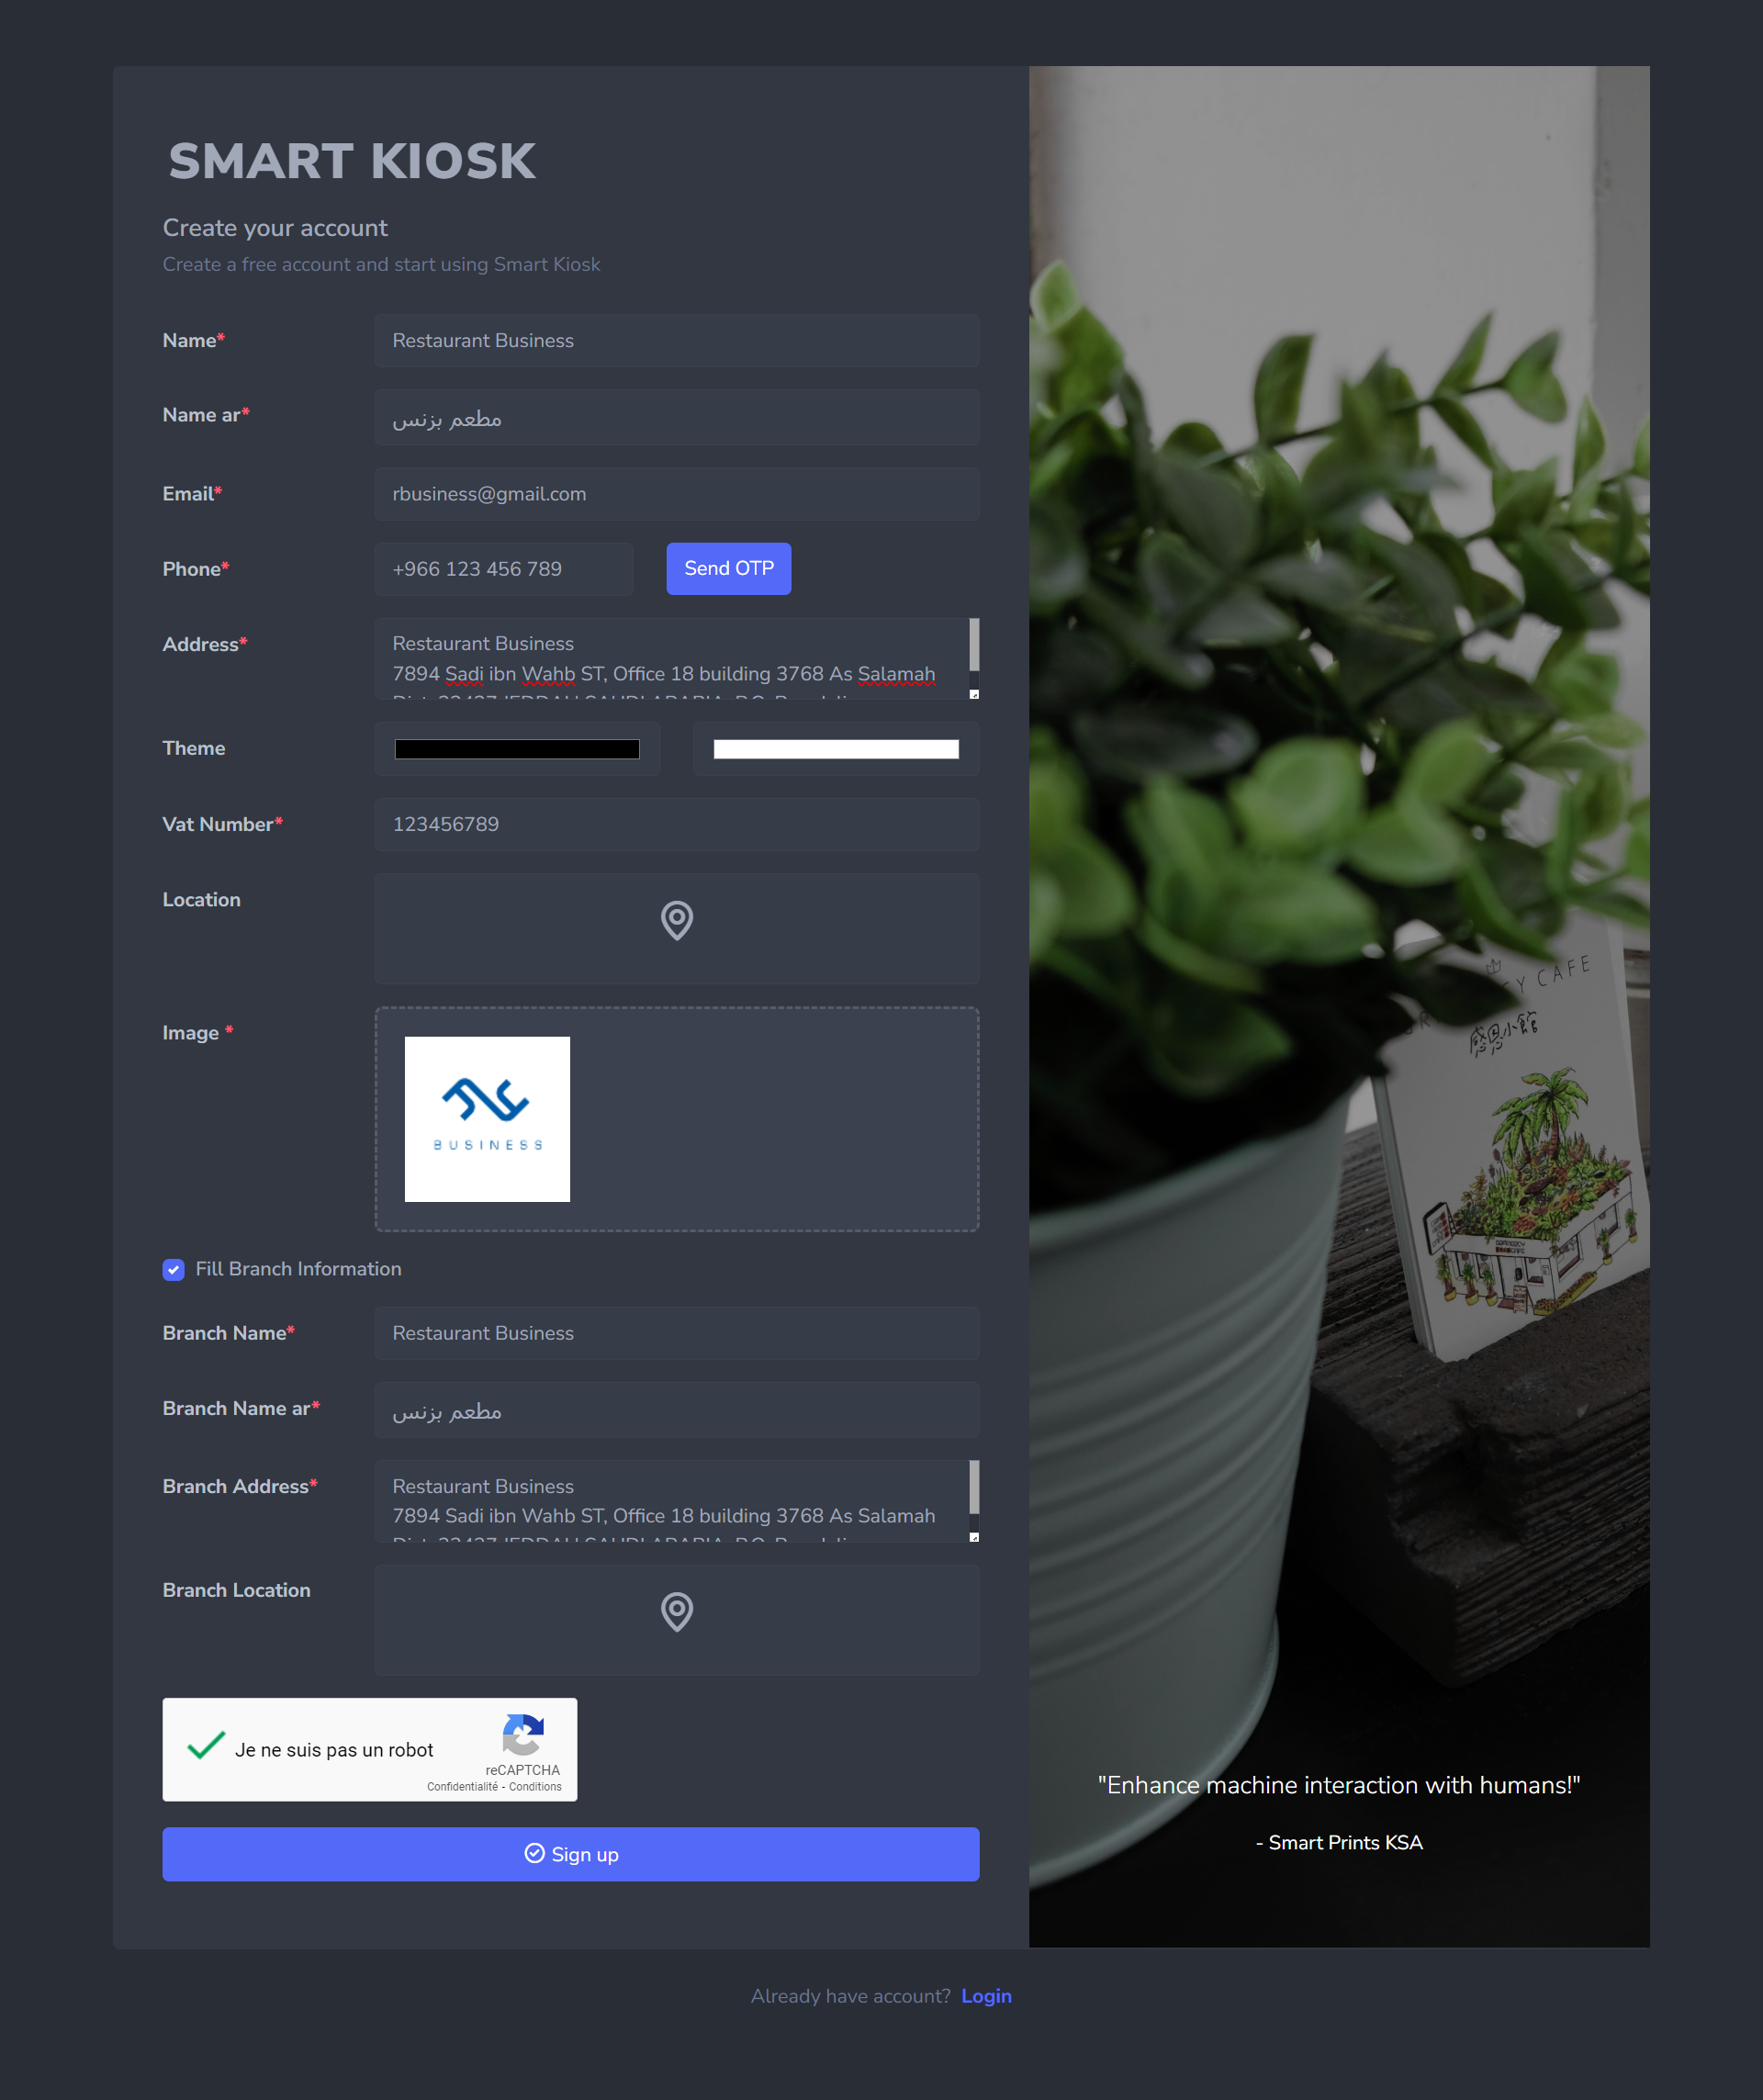 SMART KIOSK
Create your account
Create a free account and start using Smart Kiosk
Name*
Restaurant Business
Name ar*
مطعم بزنس
Email*
rbusiness@gmail.com
Phone*
+966 123 456 789
Send OTP
Address*
Restaurant Business
7894 Sadi ibn Wahb ST, Office 18 building 3768 As Salamah
Theme
Vat Number*
123456789
Location
Image *
BUSINESS
Fill Branch Information
Branch Name*
Restaurant Business
Branch Name ar*
مطعم بزنس
Branch Address*
Restaurant Business
7894 Sadi ibn Wahb ST, Office 18 building 3768 As Salamah
Branch Location
Je ne suis pas un robot
reCAPTCHA
Confidentialité - Conditions
Sign up
CAFE
感恩小館
"Enhance machine interaction with humans!"
- Smart Prints KSA
Already have account? Login